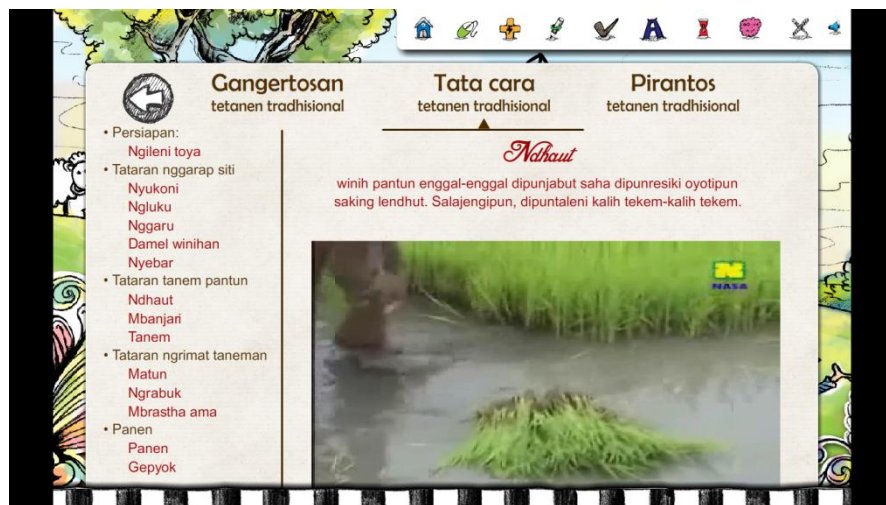 Gangertosan
tetanen tradhisional
Tata cara
tetanen tradhisional
Pirantos
tetanen tradhisional
• Persiapan:
Ngileni toya
• Tataran nggarap siti
Nyukoni
Ngluku
Nggaru
Damel winihan
Nyebar
• Tataran tanem pantun
Ndhaut
Mbanjari
Tanem
• Tataran ngrimat taneman
Matun
Ngrabuk
Mbrastha ama
• Panen
Panen
Gepyok
Ndhaut
winih pantun enggal-enggal dipunjabut saha dipunresiki oyotipun
saking lendhut. Salajengipun, dipuntaleni kalih tekem-kalih tekem.
NASA